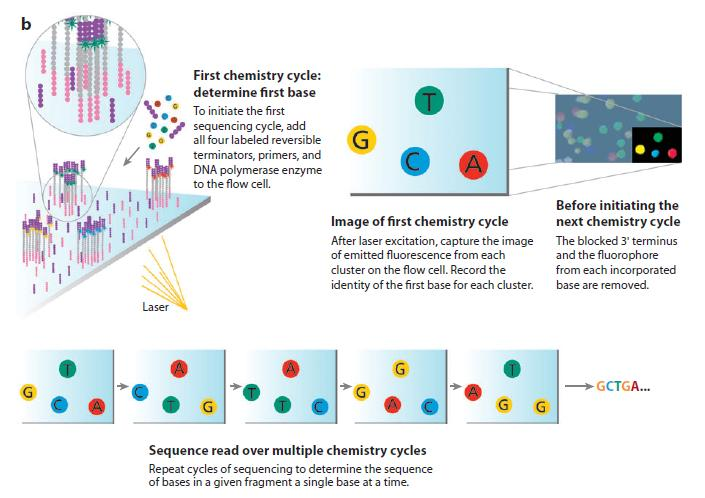 b
First chemistry cycle:
determine first base
To initiate the first
sequencing cycle, add
all four labeled reversible
terminators, primers, and
DNA polymerase enzyme
to the flow cell.
Laser
T
G
C
A
Image of first chemistry cycle
After laser excitation, capture the image
of emitted fluorescence from each
cluster on the flow cell. Record the
identity of the first base for each cluster.
Before initiating the
next chemistry cycle
The blocked 3' terminus
and the fluorophore
from each incorporated
base are removed.
T
G
C
A
A
C
T
G
A
T
T
C
G
G
A
C
T
A
G
G
GCTGA...
Sequence read over multiple chemistry cycles
Repeat cycles of sequencing to determine the sequence
of bases in a given fragment a single base at a time.